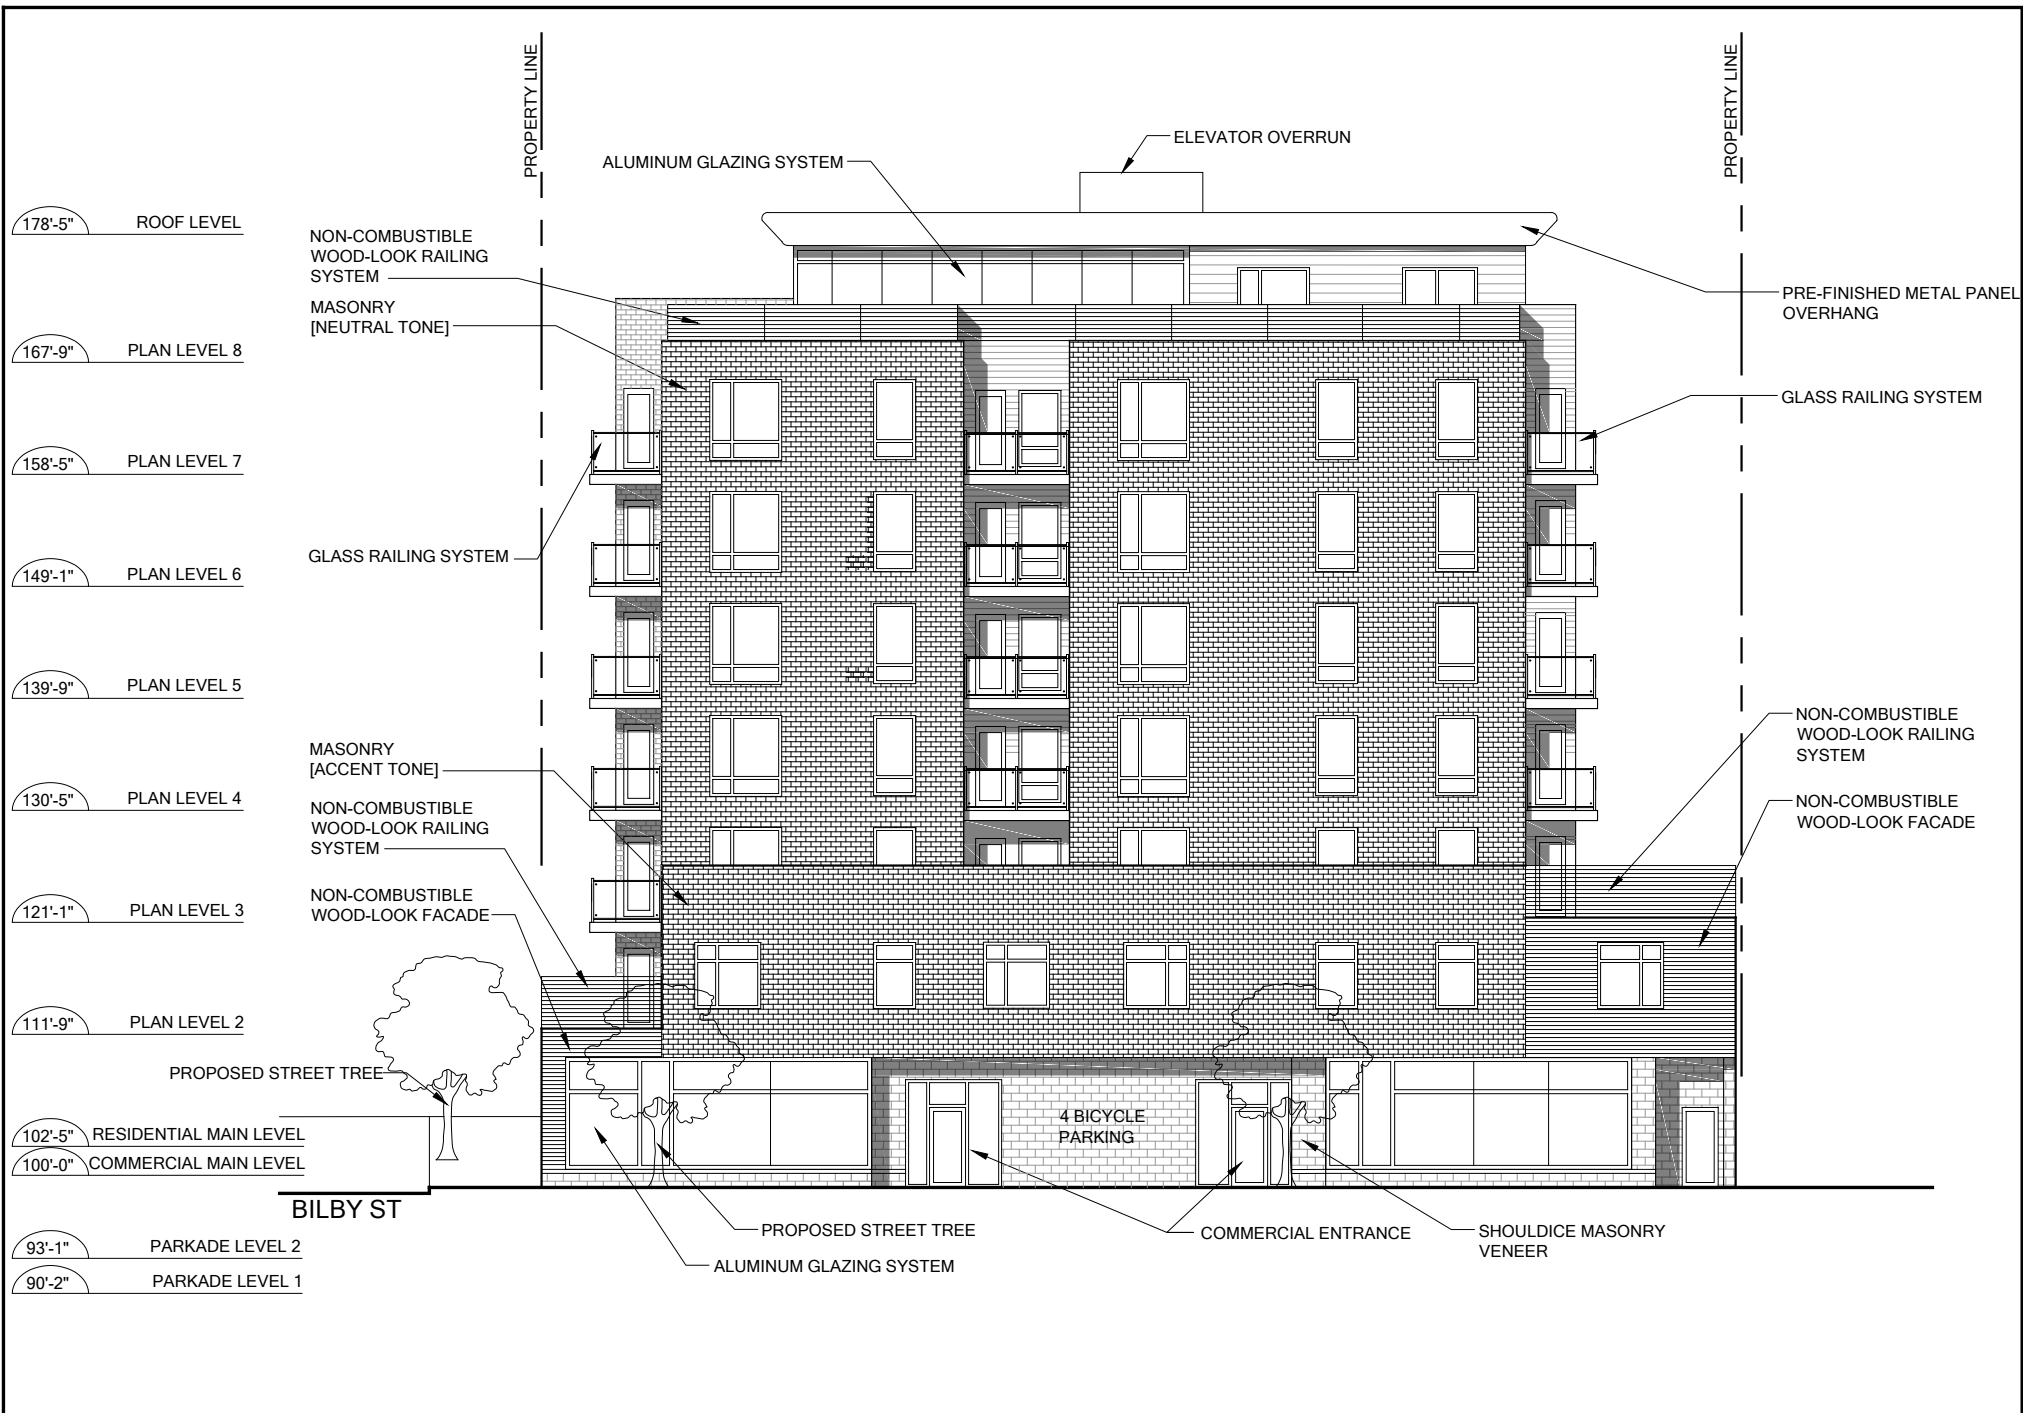 PROPERTY LINE
PROPERTY LINE
ELEVATOR OVERRUN
ALUMINUM GLAZING SYSTEM
178'-5" ROOF LEVEL
NON-COMBUSTIBLE
WOOD-LOOK RAILING
SYSTEM
MASONRY
[NEUTRAL TONE]
PRE-FINISHED METAL PANEL
OVERHANG
167'-9" PLAN LEVEL 8
GLASS RAILING SYSTEM
158'-5" PLAN LEVEL 7
GLASS RAILING SYSTEM
149'-1" PLAN LEVEL 6
139'-9" PLAN LEVEL 5
NON-COMBUSTIBLE
WOOD-LOOK RAILING
SYSTEM
MASONRY
[ACCENT TONE]
130'-5" PLAN LEVEL 4
NON-COMBUSTIBLE
WOOD-LOOK FACADE
NON-COMBUSTIBLE
WOOD-LOOK RAILING
SYSTEM
NON-COMBUSTIBLE
WOOD-LOOK FACADE
121'-1" PLAN LEVEL 3
111'-9" PLAN LEVEL 2
PROPOSED STREET TREE
4 BICYCLE
PARKING
102'-5" RESIDENTIAL MAIN LEVEL
100'-0" COMMERCIAL MAIN LEVEL
BILBY ST
PROPOSED STREET TREE
COMMERCIAL ENTRANCE
SHOULDICE MASONRY
VENEER
93'-1" PARKADE LEVEL 2
ALUMINUM GLAZING SYSTEM
90'-2" PARKADE LEVEL 1